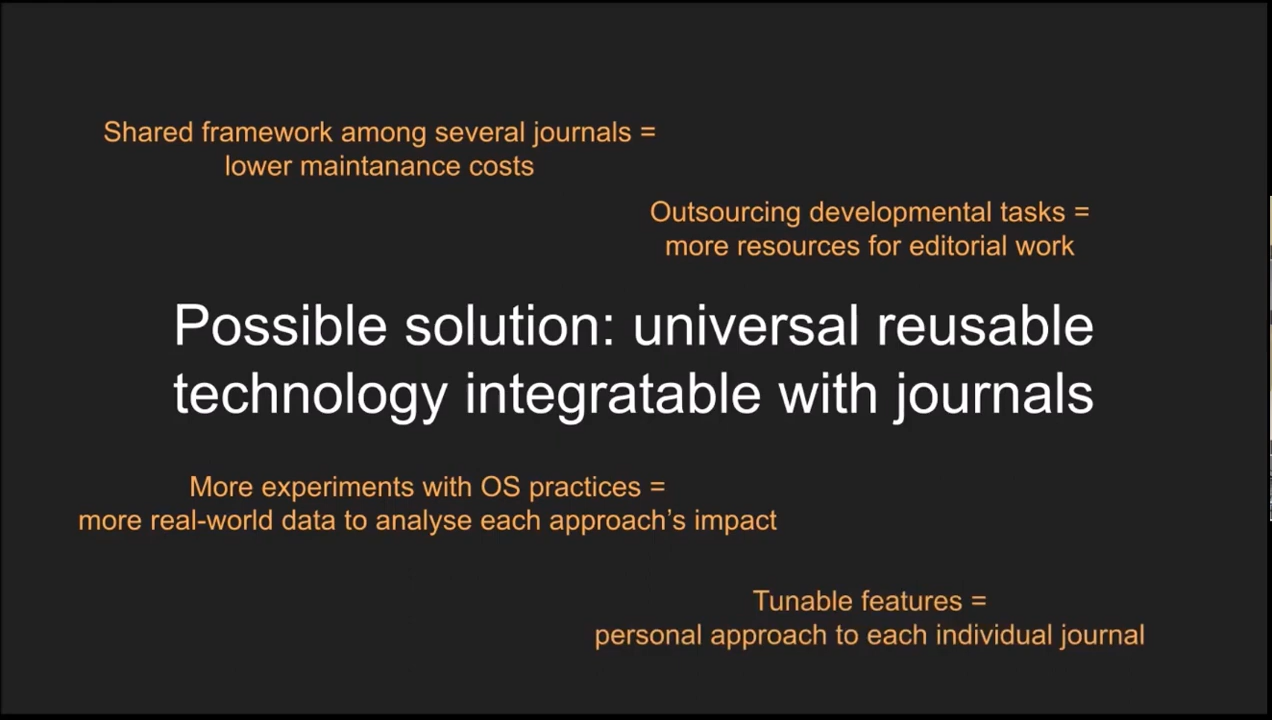 Shared framework among several journals =
lower maintanance costs
Outsourcing developmental tasks =
more resources for editorial work
Possible solution: universal reusable
technology integratable with journals
More experiments with OS practices =
more real-world data to analyse each approach’s impact
Tunable features =
personal approach to each individual journal